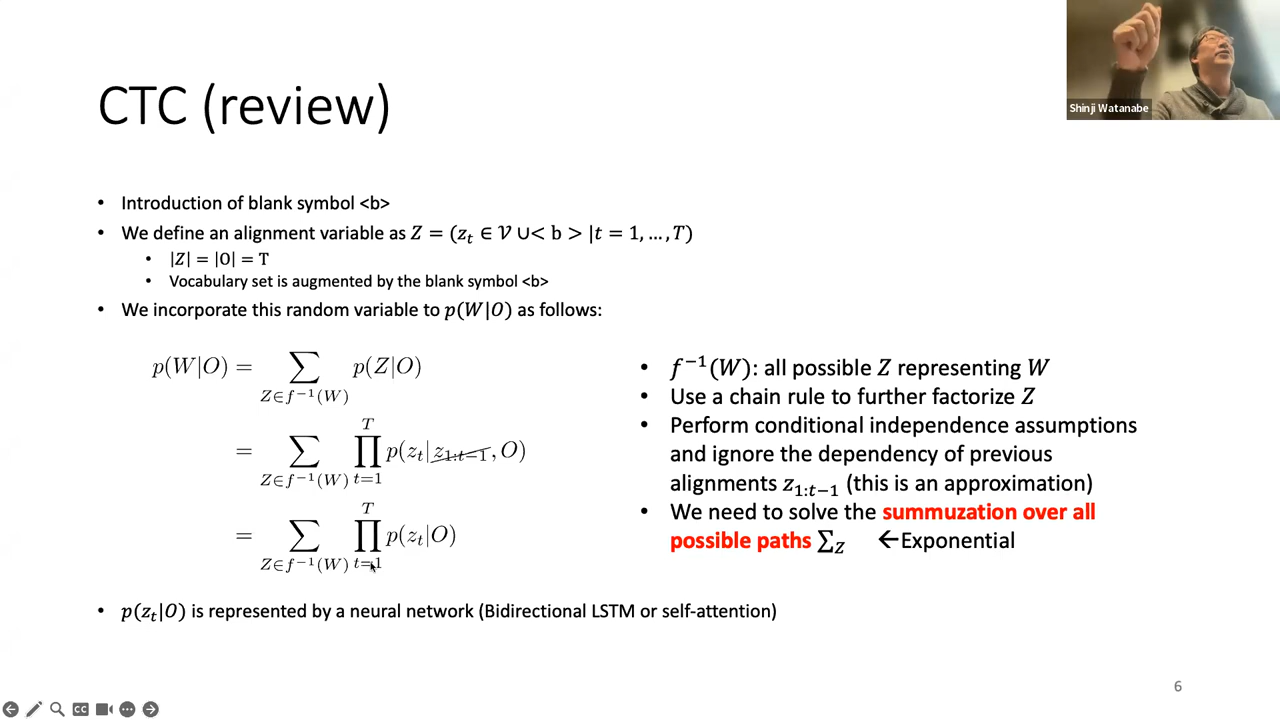 Shinji Watanabe
CTC (review)
• Introduction of blank symbol <b>
• We define an alignment variable as Z = (z_t ∈ 𝒱 ∪< b > |t = 1, … , T)
• |Z| = |O| = T
• Vocabulary set is augmented by the blank symbol <b>
• We incorporate this random variable to p(W|O) as follows:
p(W|O) = ∑_{Z∈f^{−1}(W)} p(Z|O)
= ∑_{Z∈f^{−1}(W)} ∏_{t=1}^{T} p(z_t|z_{1:t−1}, O)
= ∑_{Z∈f^{−1}(W)} ∏_{t=1}^{T} p(z_t|O)
• f^{−1}(W): all possible Z representing W
• Use a chain rule to further factorize Z
• Perform conditional independence assumptions
and ignore the dependency of previous
alignments z_{1:t−1} (this is an approximation)
• We need to solve the summuzation over all
possible paths ∑_Z ←Exponential
• p(z_t|O) is represented by a neural network (Bidirectional LSTM or self-attention)
CC
6